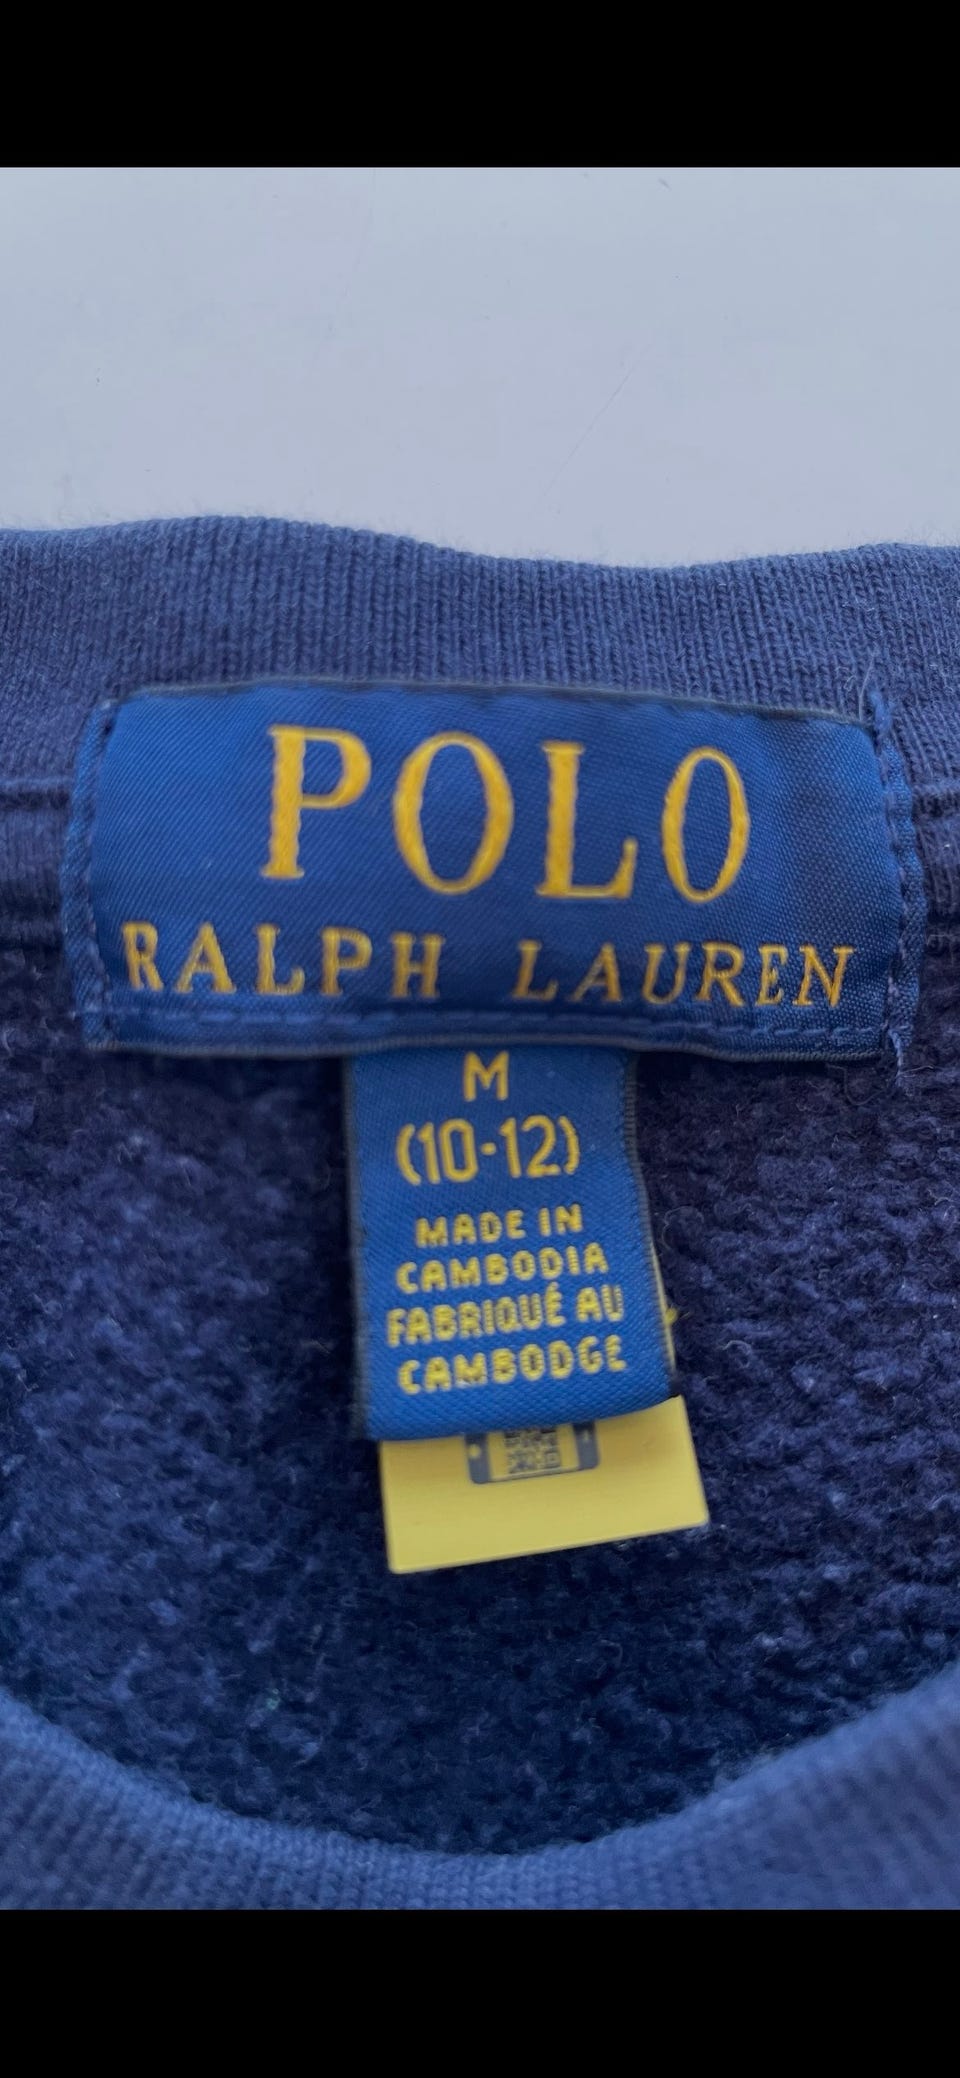 POLO
RALPH LAUREN
M
(10-12)
MADE IN
CAMBODIA
FABRIQUÉ AU
CAMBODGE